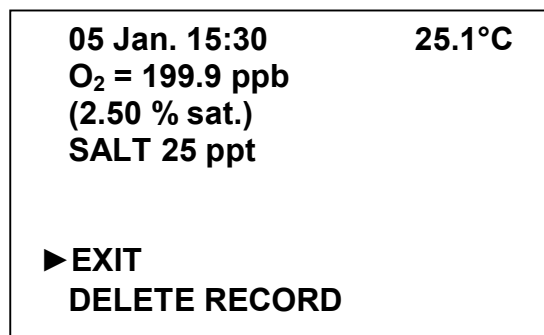 05 Jan. 15:30 25.1°C
O₂ = 199.9 ppb
(2.50 % sat.)
SALT 25 ppt
►EXIT
DELETE RECORD